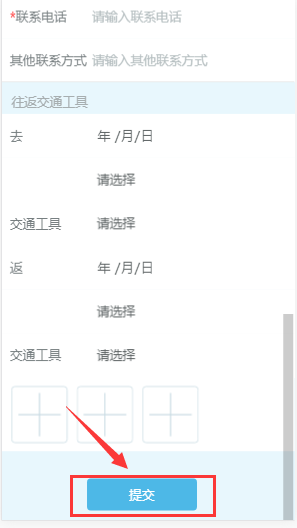 *联系电话 请输入联系电话
其他联系方式 请输入其他联系方式
往返交通工具
去 年 /月/日
请选择
交通工具 请选择
返 年 /月/日
请选择
交通工具 请选择
提交